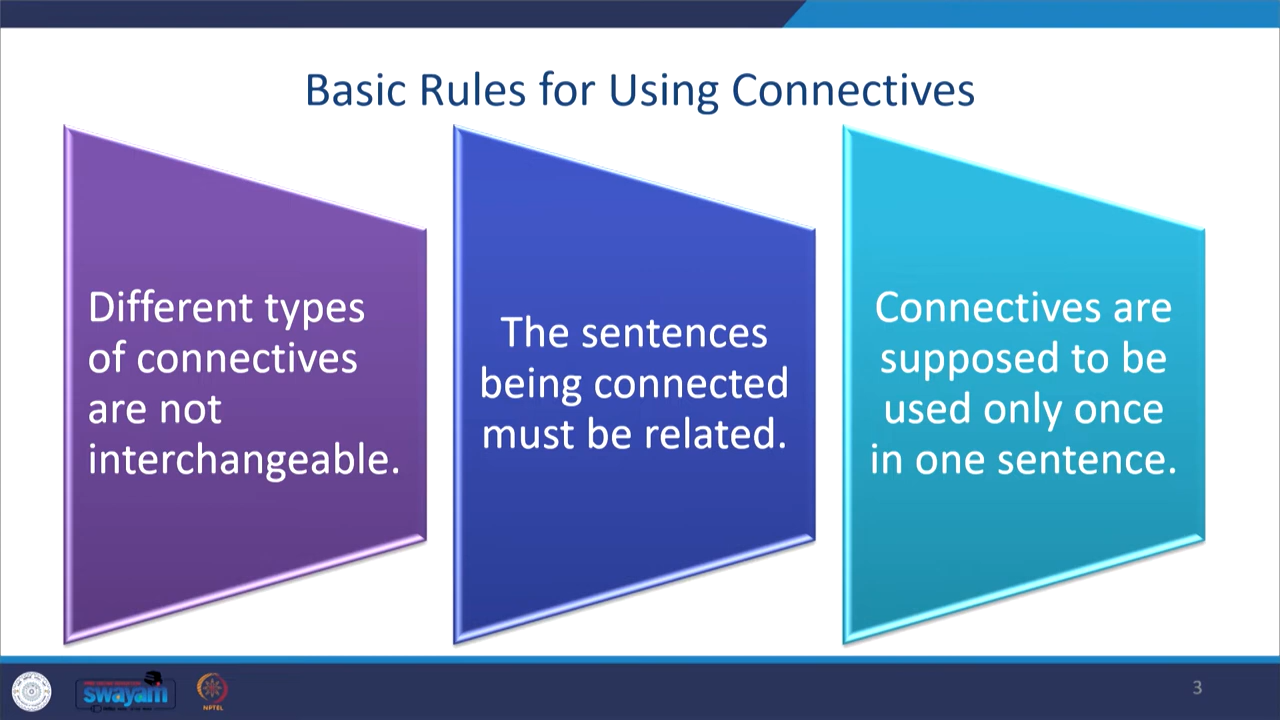 Basic Rules for Using Connectives
Different types
of connectives
are not
interchangeable.
The sentences
being connected
must be related.
Connectives are
supposed to be
used only once
in one sentence.
swayam
NPTEL
3